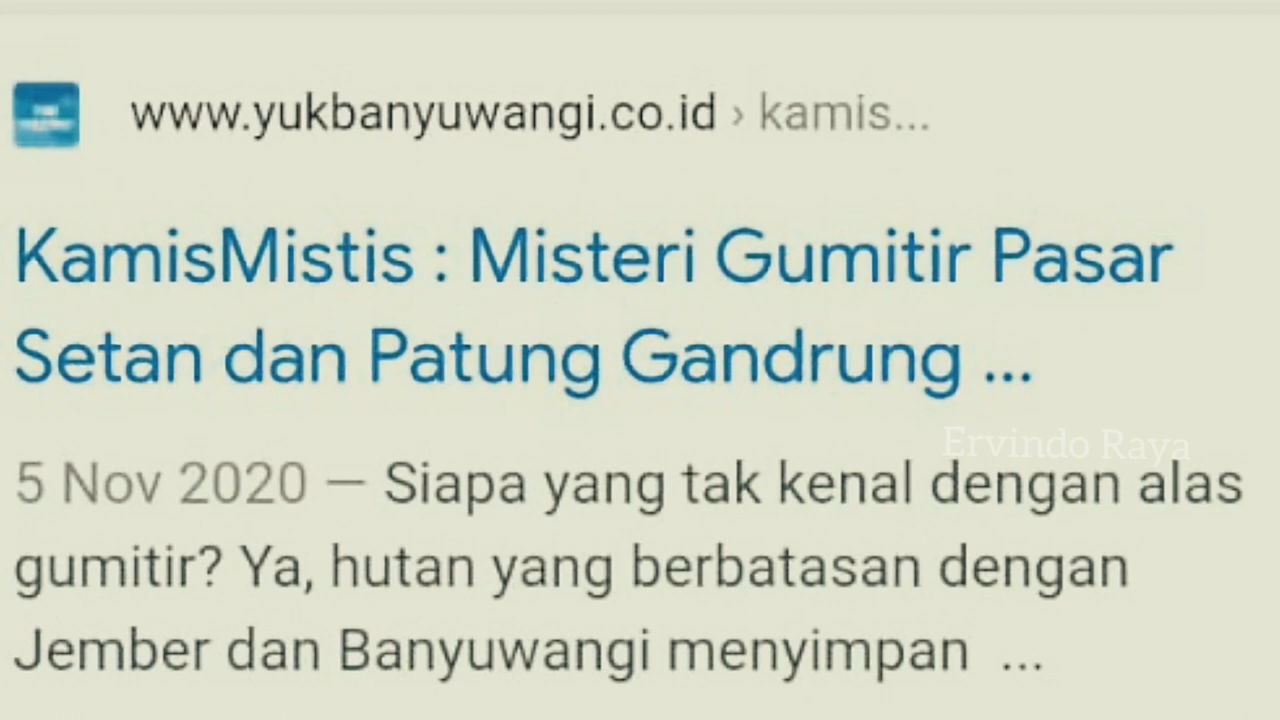 www.yukbanyuwangi.co.id › kamis...
KamisMistis : Misteri Gumitir Pasar
Setan dan Patung Gandrung ...
Ervindo Raya
5 Nov 2020 — Siapa yang tak kenal dengan alas
gumitir? Ya, hutan yang berbatasan dengan
Jember dan Banyuwangi menyimpan ...